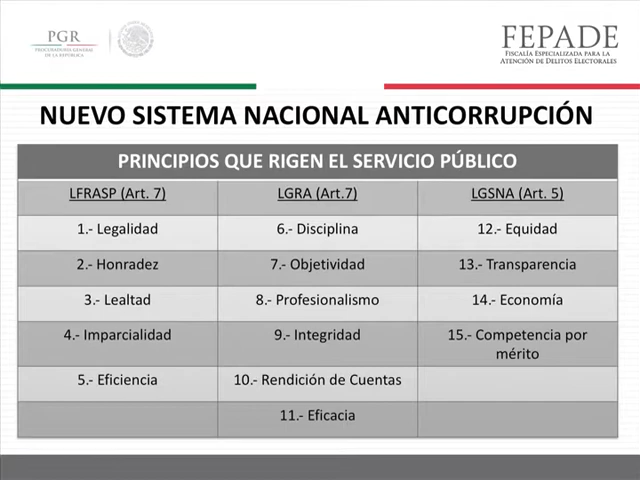 PGR
PROCURADURÍA GENERAL
DE LA REPÚBLICA
FEPADE
FISCALÍA ESPECIALIZADA PARA LA
ATENCIÓN DE DELITOS ELECTORALES
NUEVO SISTEMA NACIONAL ANTICORRUPCIÓN
PRINCIPIOS QUE RIGEN EL SERVICIO PÚBLICO
LFRASP (Art. 7) LGRA (Art.7) LGSNA (Art. 5)
1.- Legalidad 6.- Disciplina 12.- Equidad
2.- Honradez 7.- Objetividad 13.- Transparencia
3.- Lealtad 8.- Profesionalismo 14.- Economía
4.- Imparcialidad 9.- Integridad 15.- Competencia por
mérito
5.- Eficiencia 10.- Rendición de Cuentas
11.- Eficacia